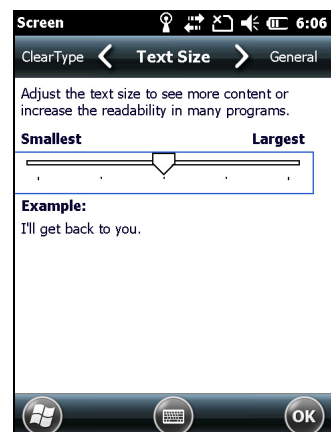 Screen 6:06
ClearType Text Size General
Adjust the text size to see more content or
increase the readability in many programs.
Smallest Largest
Example:
I'll get back to you.
OK